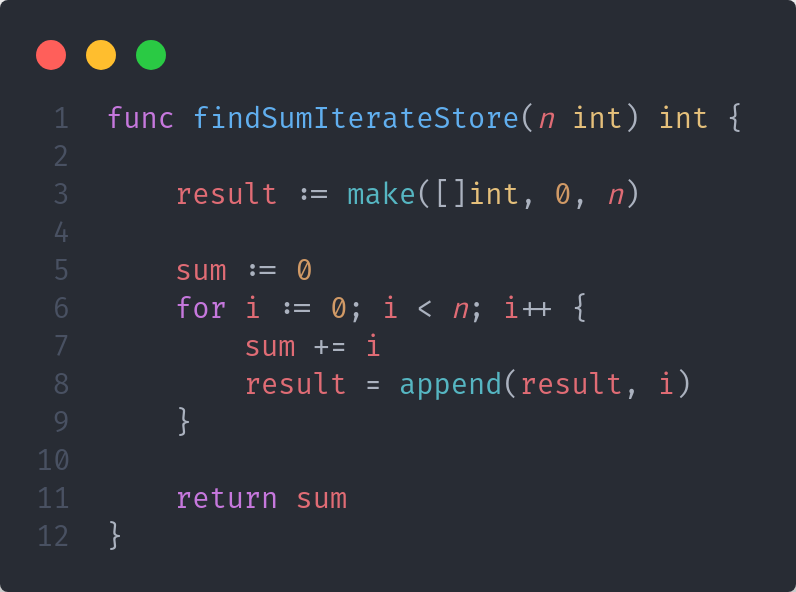 1 func findSumIterateStore(n int) int {
2
3     result := make([]int, 0, n)
4
5     sum := 0
6     for i := 0; i < n; i++ {
7         sum += i
8         result = append(result, i)
9     }
10
11     return sum
12 }